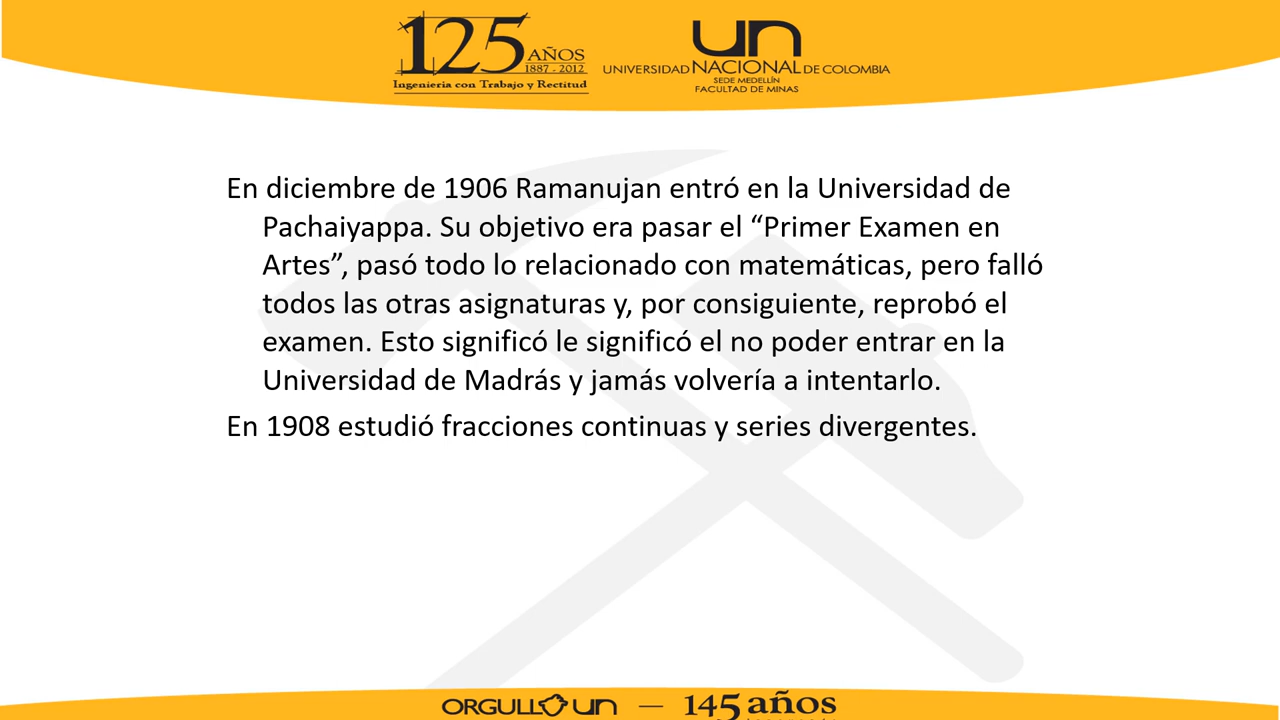 125 AÑOS
1887 - 2012
Ingeniería con Trabajo y Rectitud
un
UNIVERSIDAD NACIONAL DE COLOMBIA
SEDE MEDELLÍN
FACULTAD DE MINAS
En diciembre de 1906 Ramanujan entró en la Universidad de
Pachaiyappa. Su objetivo era pasar el “Primer Examen en
Artes”, pasó todo lo relacionado con matemáticas, pero falló
todos las otras asignaturas y, por consiguiente, reprobó el
examen. Esto significó le significó el no poder entrar en la
Universidad de Madrás y jamás volvería a intentarlo.
En 1908 estudió fracciones continuas y series divergentes.
ORGULLO un — 145 años